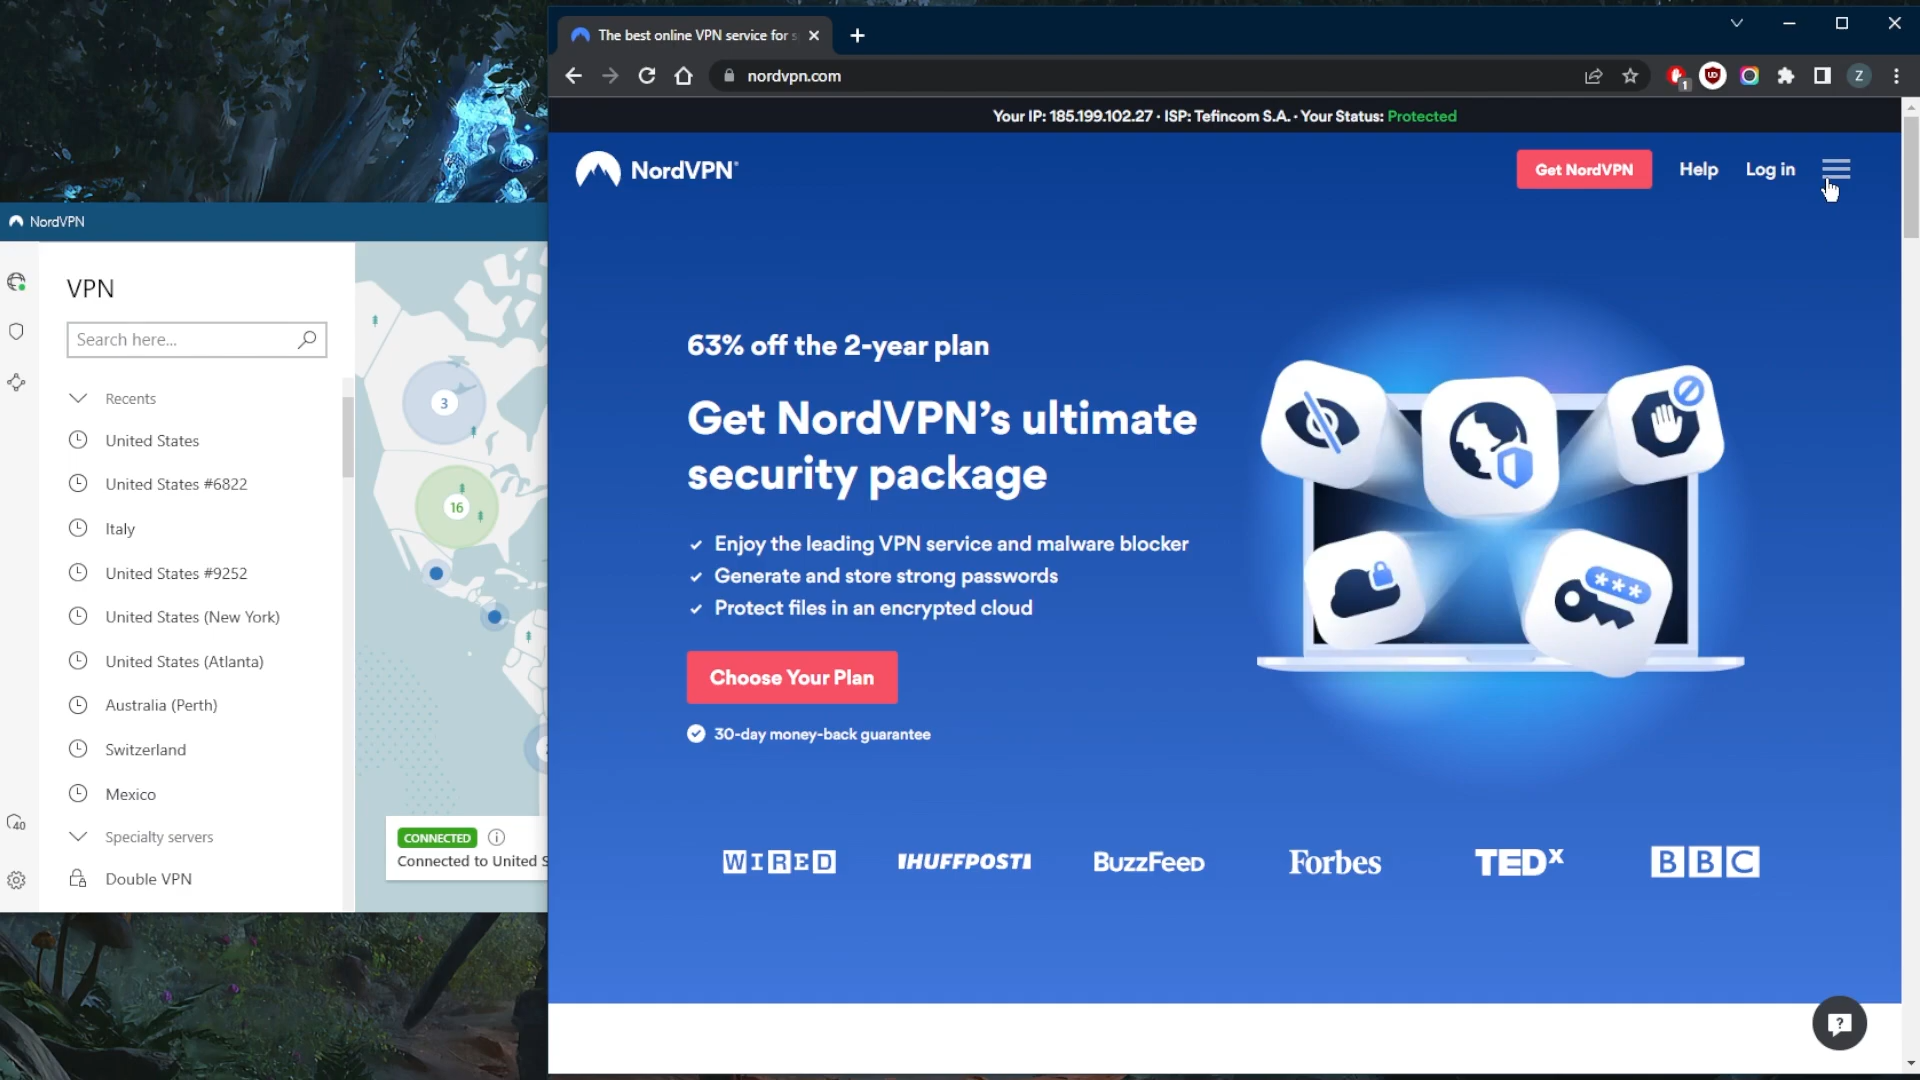 NordVPN
VPN
Search here...
Recents
United States
United States #6822
Italy
United States #9252
United States (New York)
United States (Atlanta)
Australia (Perth)
Switzerland
Mexico
Specialty servers
Double VPN
40
3
16
CONNECTED
Connected to United S
The best online VPN service for s
nordvpn.com
1
UD
Z
Your IP: 185.199.102.27 · ISP: Tefincom S.A. · Your Status: Protected
NordVPN®
Get NordVPN
Help
Log in
63% off the 2-year plan
Get NordVPN’s ultimate
security package
Enjoy the leading VPN service and malware blocker
Generate and store strong passwords
Protect files in an encrypted cloud
Choose Your Plan
30-day money-back guarantee
***
WIRED
HUFFPOST
BuzzFeed
Forbes
TEDx
BBC
?